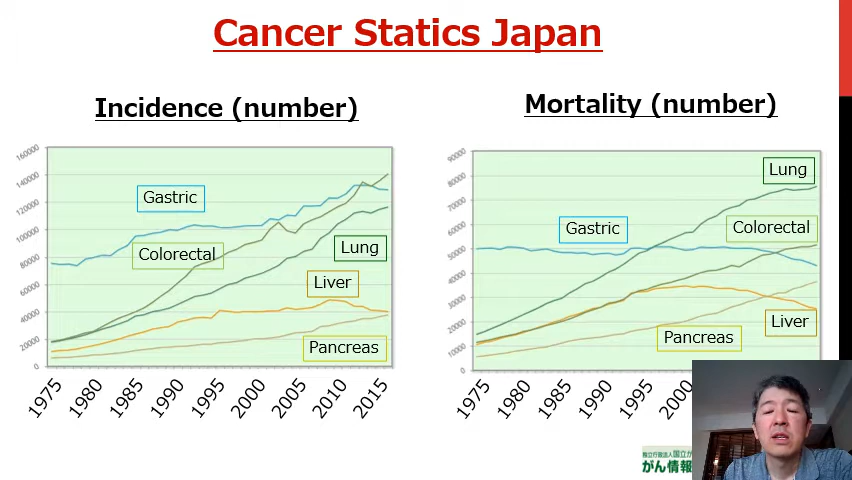 Cancer Statics Japan
Incidence (number)
160000
140000
120000
100000
80000
60000
40000
20000
0
Gastric
Colorectal
Lung
Liver
Pancreas
1975
1980
1985
1990
1995
2000
2005
2010
2015
Mortality (number)
90000
80000
70000
60000
50000
40000
30000
20000
10000
0
Lung
Gastric
Colorectal
Pancreas
Liver
1975
1980
1985
1990
1995
2000
独立行政法人国立が
がん情報